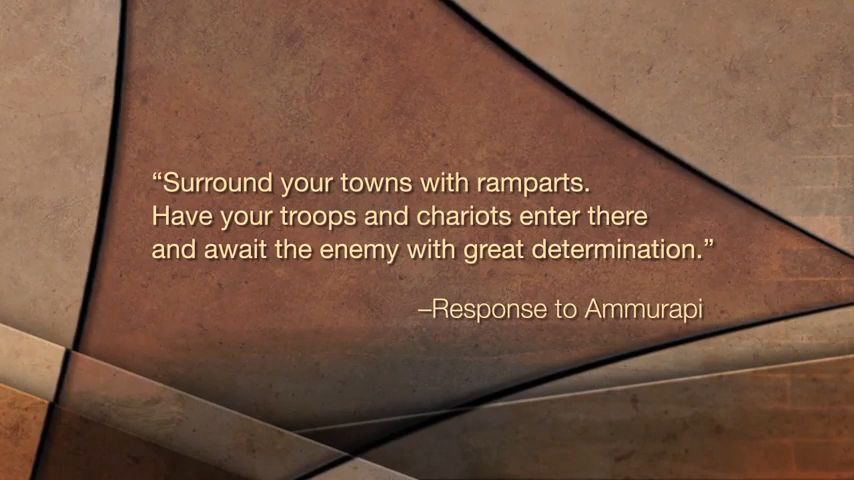 “Surround your towns with ramparts.
Have your troops and chariots enter there
and await the enemy with great determination.”
–Response to Ammurapi